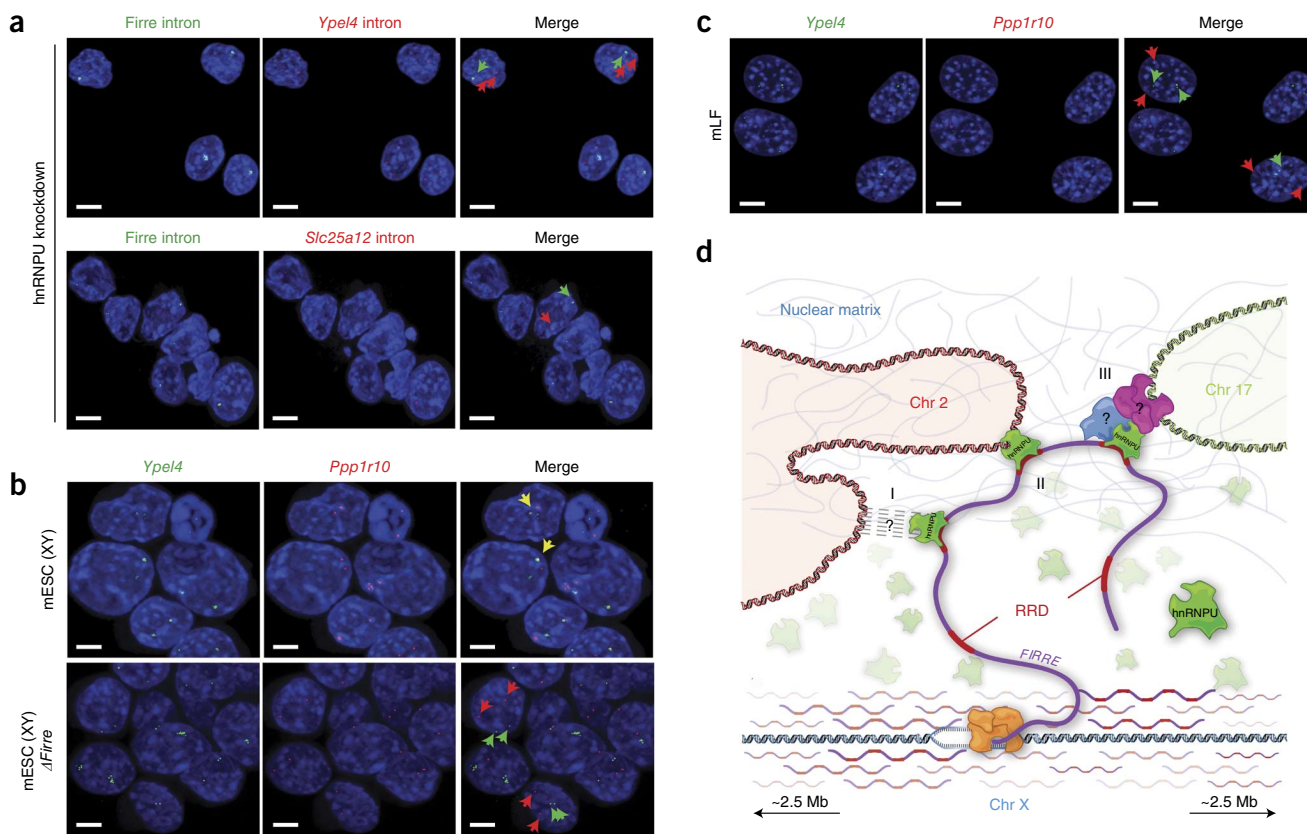 a
Firre intron
Ypel4 intron
Merge
hnRNPU knockdown
Firre intron
Slc25a12 intron
Merge
b
Ypel4
Ppp1r10
Merge
mESC (XY)
mESC (XY)
ΔFirre
c
Ypel4
Ppp1r10
Merge
mLF
d
Nuclear matrix
III
Chr 2
Chr 17
?
?
hnRNPU
hnRNPU
I
II
?
hnRNPU
RRD
hnRNPU
FIRRE
~2.5 Mb
Chr X
~2.5 Mb